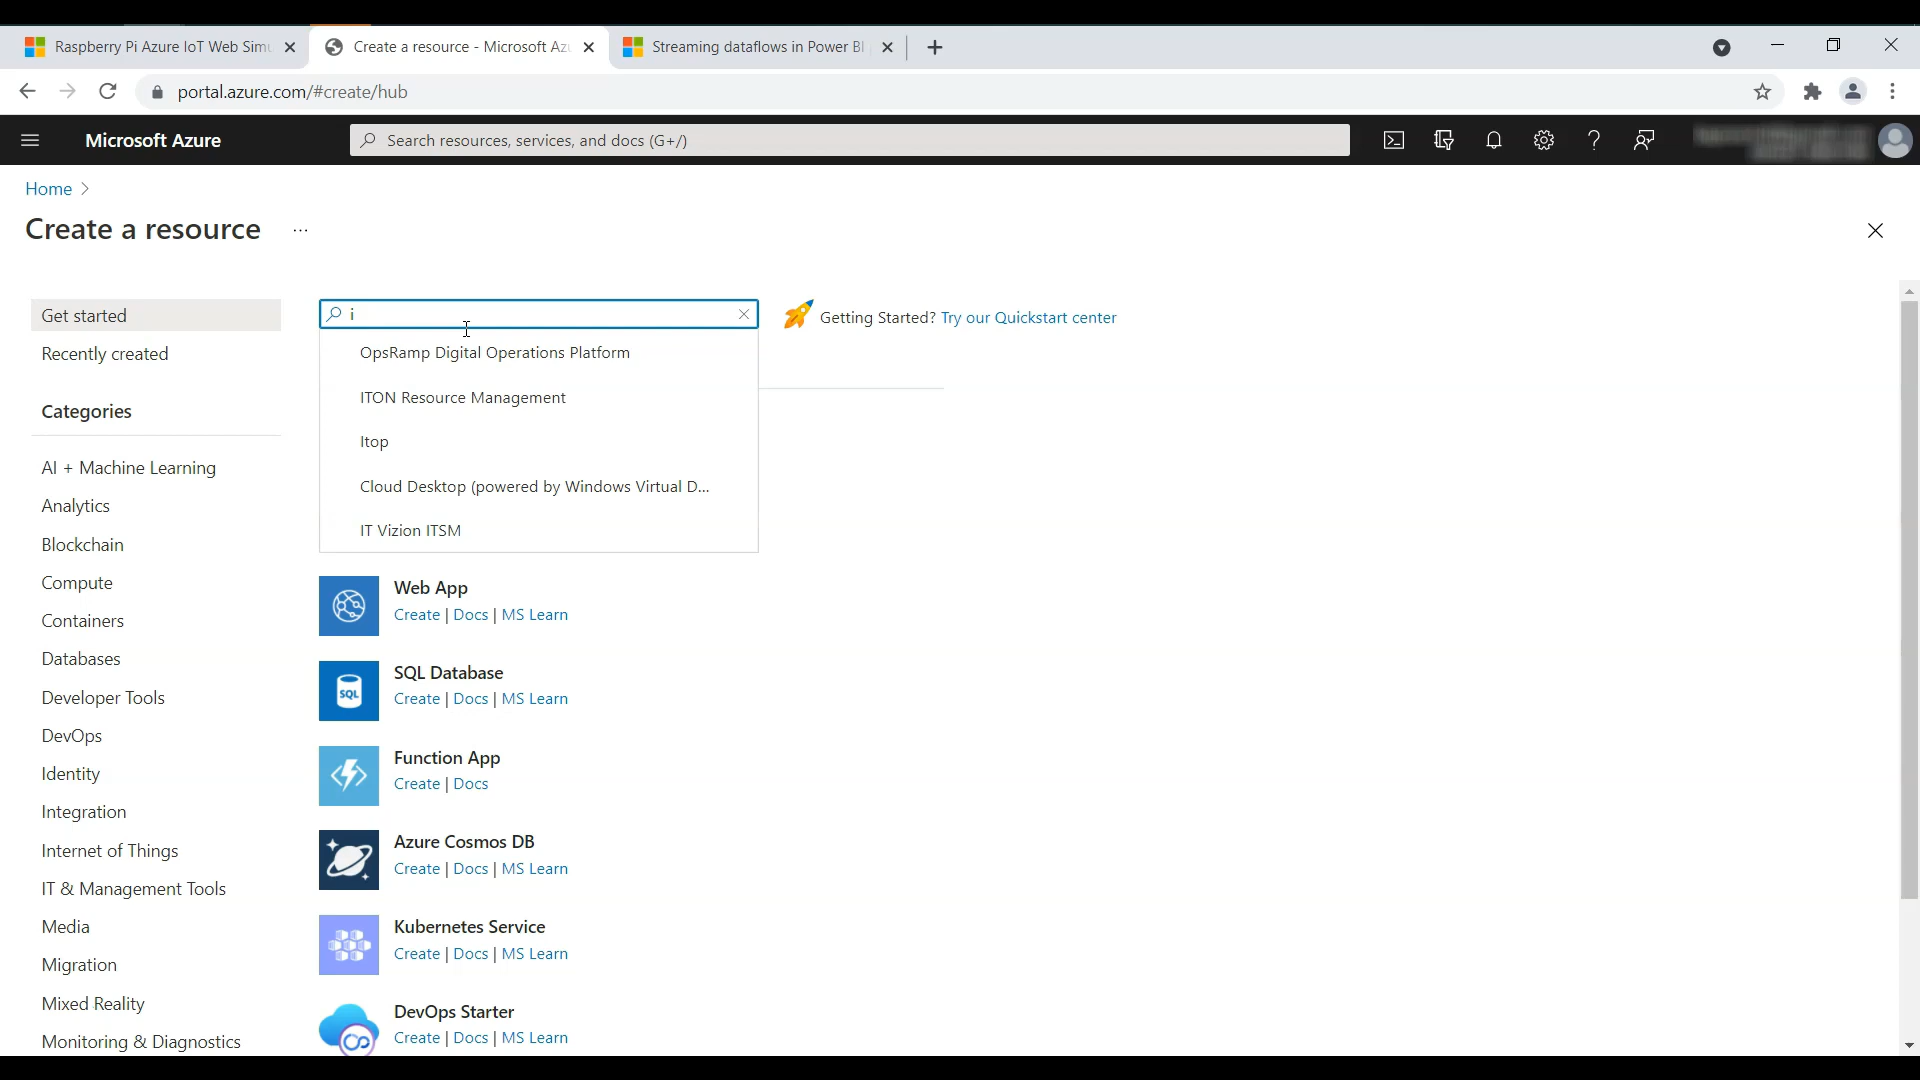 Raspberry Pi Azure IoT Web Simu
Create a resource - Microsoft Az
Streaming dataflows in Power BI
portal.azure.com/#create/hub
Microsoft Azure
Search resources, services, and docs (G+/)
Home
Create a resource ...
Get started
Recently created
Categories
AI + Machine Learning
Analytics
Blockchain
Compute
Containers
Databases
Developer Tools
DevOps
Identity
Integration
Internet of Things
IT & Management Tools
Media
Migration
Mixed Reality
Monitoring & Diagnostics
i
OpsRamp Digital Operations Platform
ITON Resource Management
Itop
Cloud Desktop (powered by Windows Virtual D...
IT Vizion ITSM
Getting Started? Try our Quickstart center
Web App
Create | Docs | MS Learn
SQL
SQL Database
Create | Docs | MS Learn
Function App
Create | Docs
Azure Cosmos DB
Create | Docs | MS Learn
Kubernetes Service
Create | Docs | MS Learn
DevOps Starter
Create | Docs | MS Learn